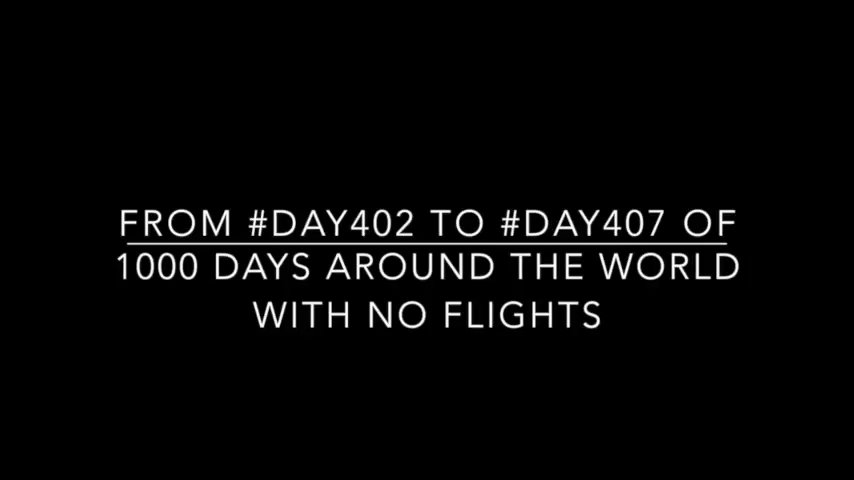 FROM #DAY402 TO #DAY407 OF
1000 DAYS AROUND THE WORLD
WITH NO FLIGHTS